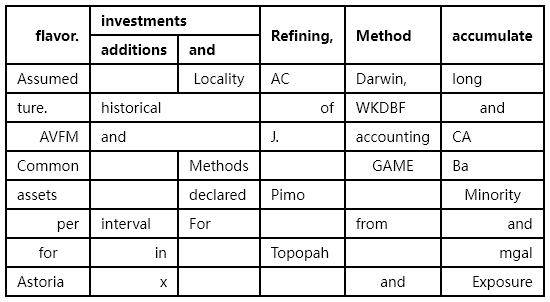 flavor. investments Refining, Method accumulate
additions and
Assumed Locality AC Darwin, long
ture. historical of WKDBF and
AVFM and J. accounting CA
Common Methods GAME Ba
assets declared Pimo Minority
per interval For from and
for in Topopah mgal
Astoria x and Exposure